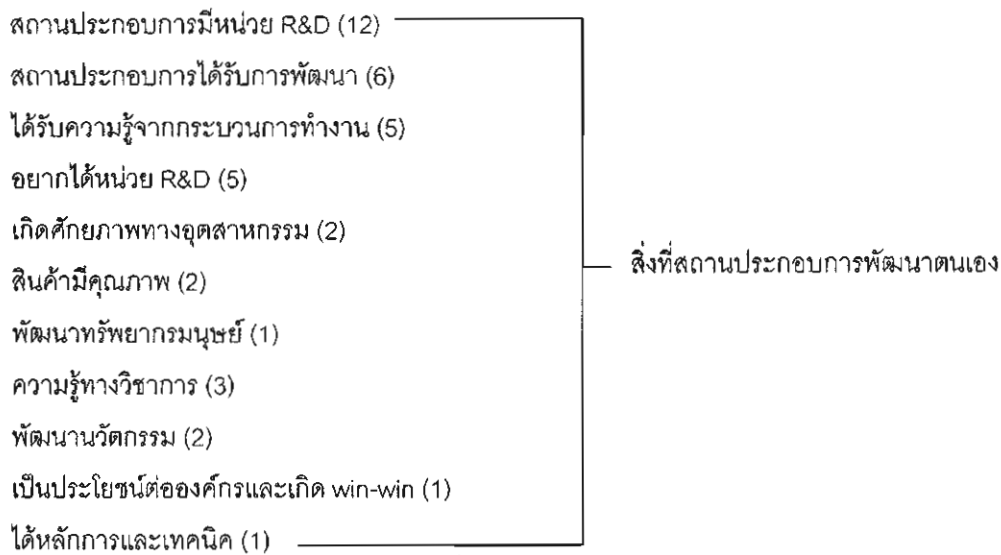 สถานประกอบการมีหน่วย R&D (12)
สถานประกอบการได้รับการพัฒนา (6)
ได้รับความรู้จากกระบวนการทำงาน (5)
อยากได้หน่วย R&D (5)
เกิดศักยภาพทางอุตสาหกรรม (2)
สินค้ามีคุณภาพ (2)
พัฒนาทรัพยากรมนุษย์ (1)
ความรู้ทางวิชาการ (3)
พัฒนานวัตกรรม (2)
เป็นประโยชน์ต่อองค์กรและเกิด win-win (1)
ได้หลักการและเทคนิค (1)
สิ่งที่สถานประกอบการพัฒนาตนเอง